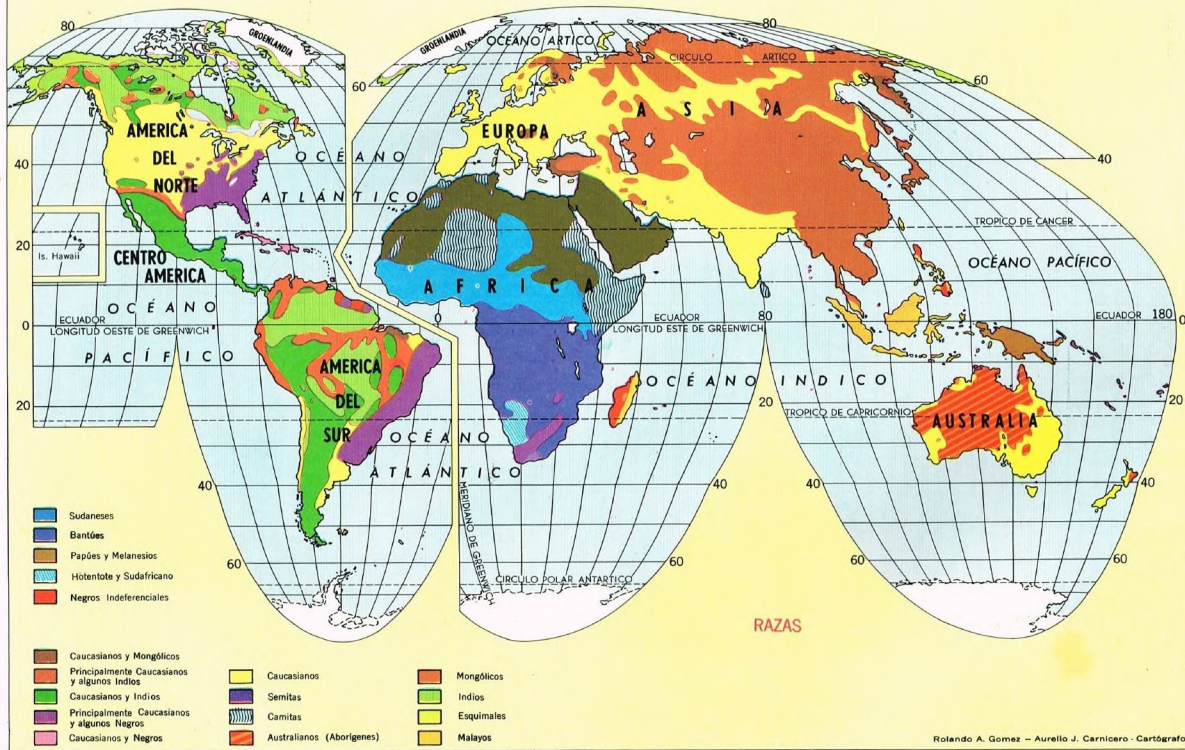 80
GROENLANDIA
60
AMERICA
DEL
NORTE
40
OCÉANO
ATLÁNTICO
20
Is. Hawaii
CENTRO
AMERICA
OCÉANO
ECUADOR
LONGITUD OESTE DE GREENWICH
0
PACÍFICO
AMERICA
DEL
SUR
20
OCÉANO
ATLÁNTICO
40
60
GROENLANDIA
OCÉANO ARTICO
80
CIRCULO ARTICO
60
EUROPA
ASIA
40
TROPICO DE CANCER
20
OCÉANO PACÍFICO
AFRICA
0
ECUADOR
LONGITUD ESTE DE GREENWICH
80
ECUADOR
180
0
OCÉANO INDICO
20
TROPICO DE CAPRICORNIO
AUSTRALIA
20
40
40
40
MERIDIANO DE GREENWICH
60
60
60
CIRCULO POLAR ANTARTICO
RAZAS
Sudaneses
Bantúes
Papúes y Melanesios
Hotentote y Sudafricano
Negros Indeferenciales
Caucasianos y Mongólicos
Principalmente Caucasianos
y algunos Indios
Caucasianos y Indios
Principalmente Caucasianos
y algunos Negros
Caucasianos y Negros
Caucasianos
Semitas
Camitas
Australianos (Aborígenes)
Mongólicos
Indios
Esquimales
Malayos
Rolando A. Gomez – Aurelio J. Carnicero - Cartógrafo